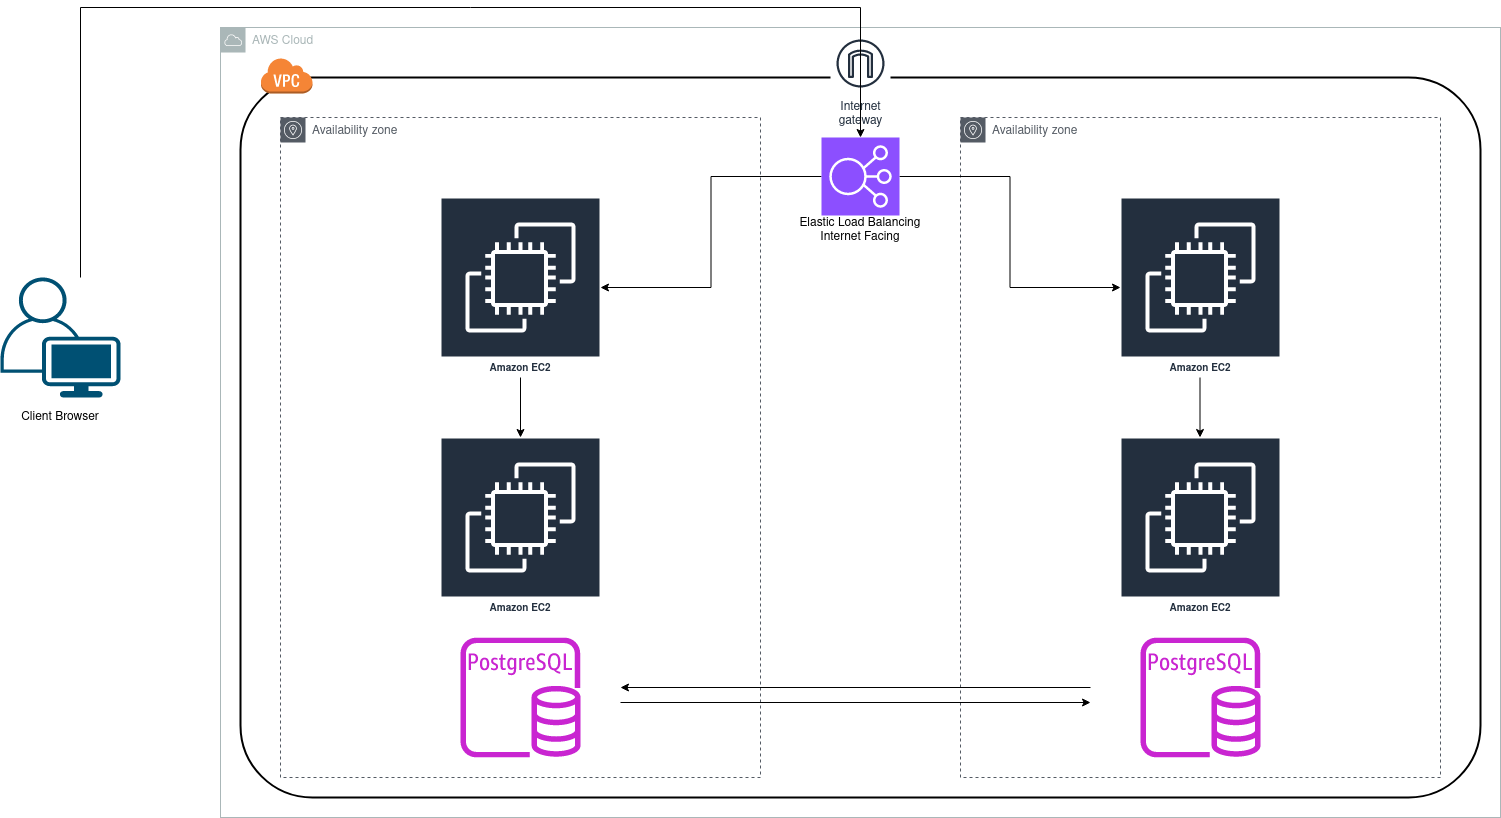 AWS Cloud
VPC
Internet
gateway
Availability zone
Availability zone
Elastic Load Balancing
Internet Facing
Amazon EC2
Amazon EC2
Client Browser
Amazon EC2
Amazon EC2
PostgreSQL
PostgreSQL